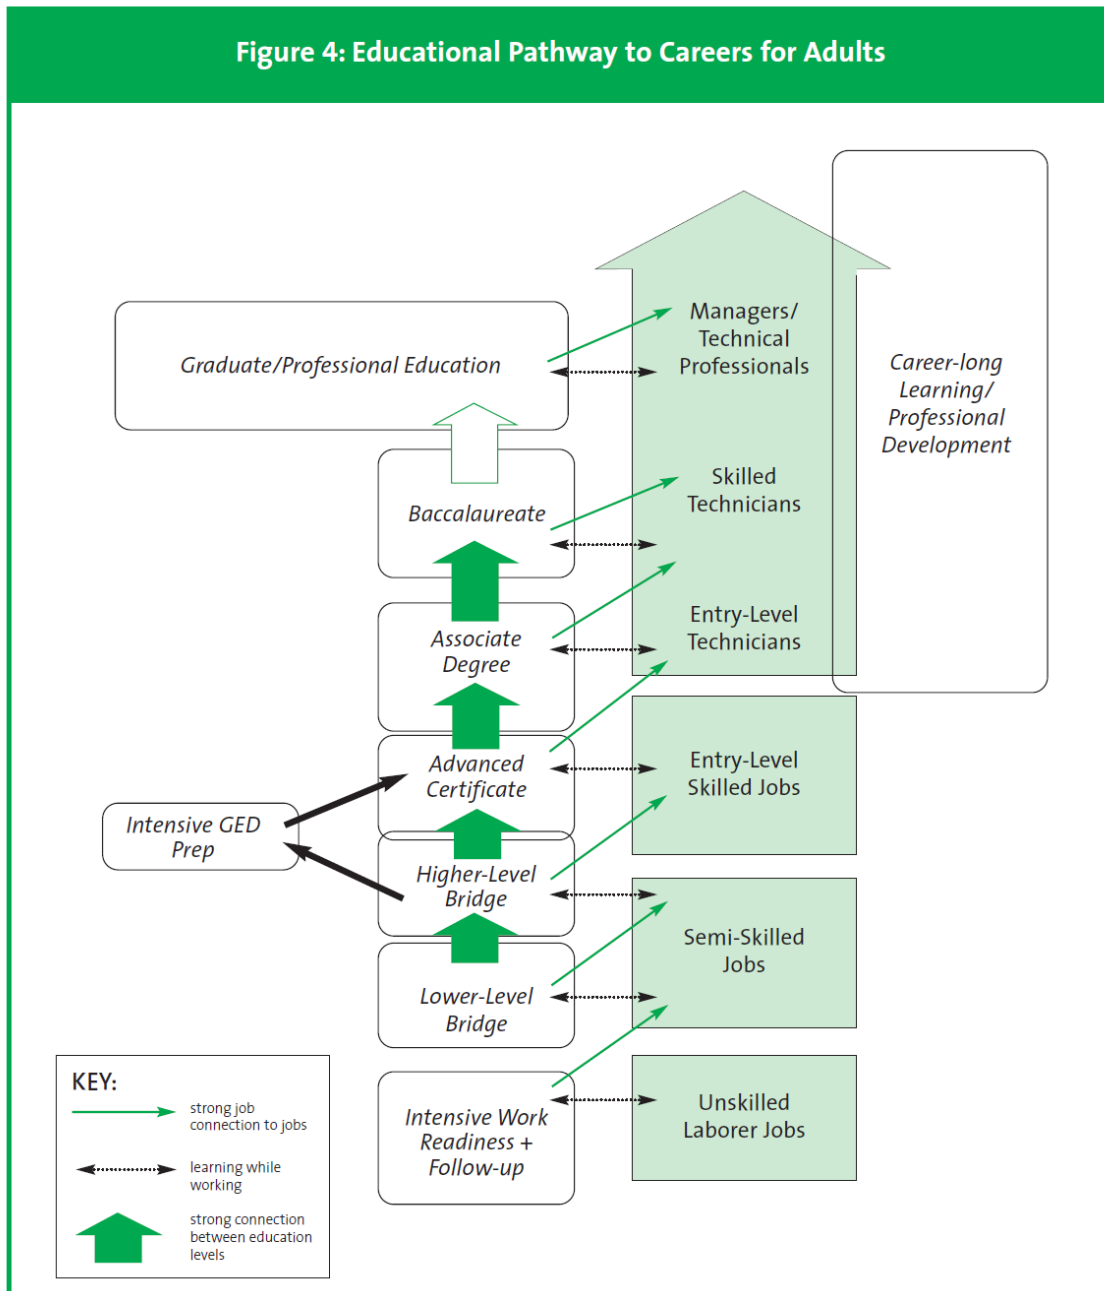 Figure 4: Educational Pathway to Careers for Adults
Managers/
Technical
Professionals
Graduate/Professional Education
Career-long
Learning/
Professional
Development
Skilled
Technicians
Baccalaureate
Entry-Level
Technicians
Associate
Degree
Entry-Level
Skilled Jobs
Advanced
Certificate
Intensive GED
Prep
Higher-Level
Bridge
Semi-Skilled
Jobs
Lower-Level
Bridge
Unskilled
Laborer Jobs
Intensive Work
Readiness +
Follow-up
KEY:
strong job
connection to jobs
learning while
working
strong connection
between education
levels